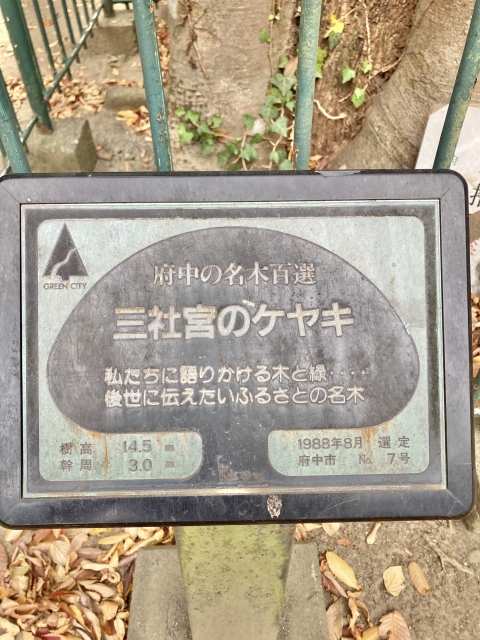 GREEN CITY
府中の名木百選
三社宮のケヤキ
私たちに語りかける木と緑････
後世に伝えたいふるさとの名木
樹高 14.5 m
幹周 3.0 m
1988年8月 選定
府中市 No. 7号